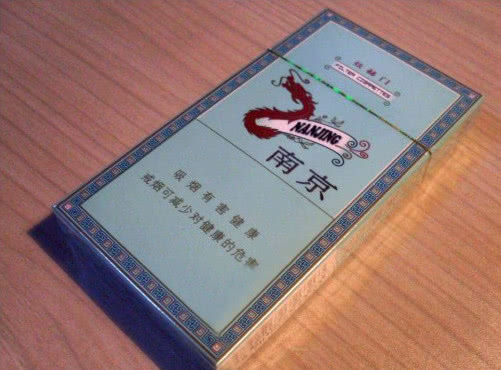 炫赫门
FILTER CIGARETTES
NANJING
南京
吸烟有害健康
戒烟可减少对健康的危害